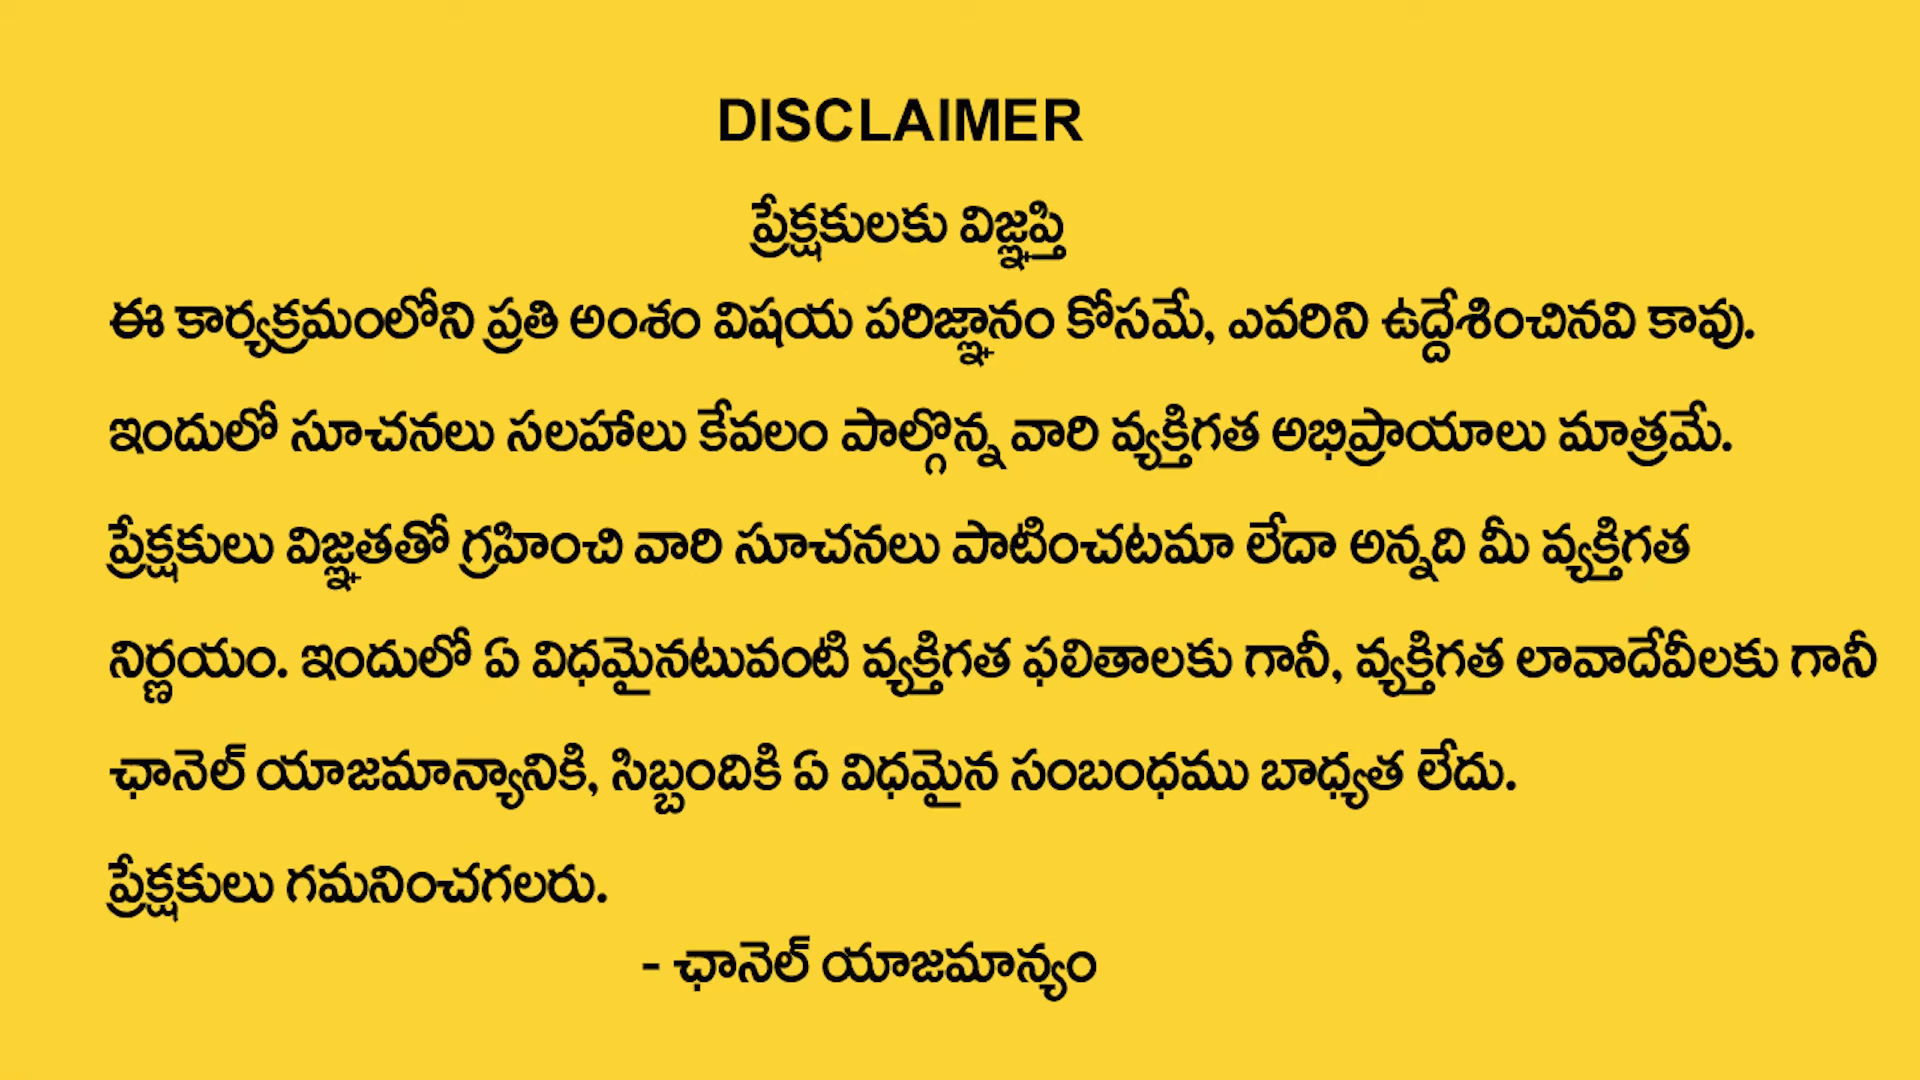 DISCLAIMER
ప్రేక్షకులకు విజ్ఞప్తి
ఈ కార్యక్రమంలోని ప్రతి అంశం విషయ పరిజ్ఞానం కోసమే, ఎవరిని ఉద్దేశించినవి కావు.
ఇందులో సూచనలు సలహాలు కేవలం పాల్గొన్న వారి వ్యక్తిగత అభిప్రాయాలు మాత్రమే.
ప్రేక్షకులు విజ్ఞతతో గ్రహించి వారి సూచనలు పాటించటమా లేదా అన్నది మీ వ్యక్తిగత
నిర్ణయం. ఇందులో ఏ విధమైనటువంటి వ్యక్తిగత ఫలితాలకు గానీ, వ్యక్తిగత లావాదేవీలకు గానీ
ఛానెల్ యాజమాన్యానికి, సిబ్బందికి ఏ విధమైన సంబంధము బాధ్యత లేదు.
ప్రేక్షకులు గమనించగలరు.
- ఛానెల్ యాజమాన్యం